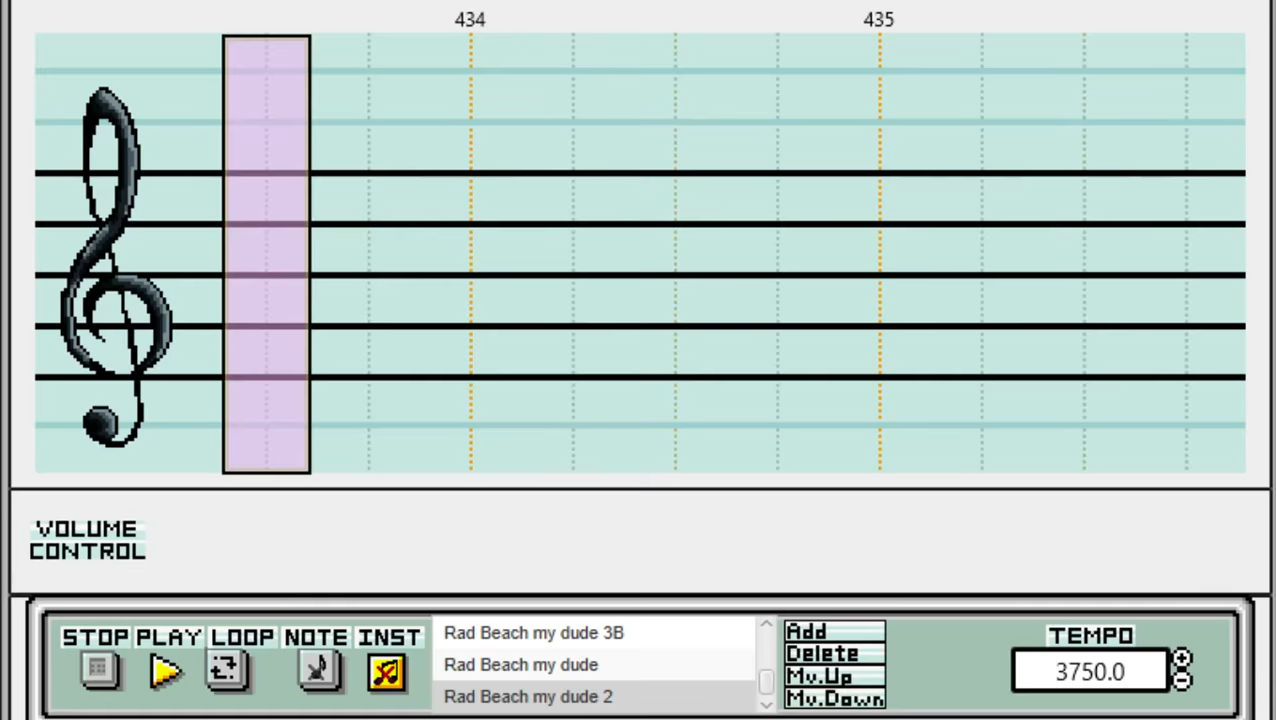 434 435
VOLUME
CONTROL
STOP PLAY LOOP NOTE INST
Rad Beach my dude 3B
Rad Beach my dude
Rad Beach my dude 2
Add
Delete
Mv.Up
Mv.Down
TEMPO
3750.0